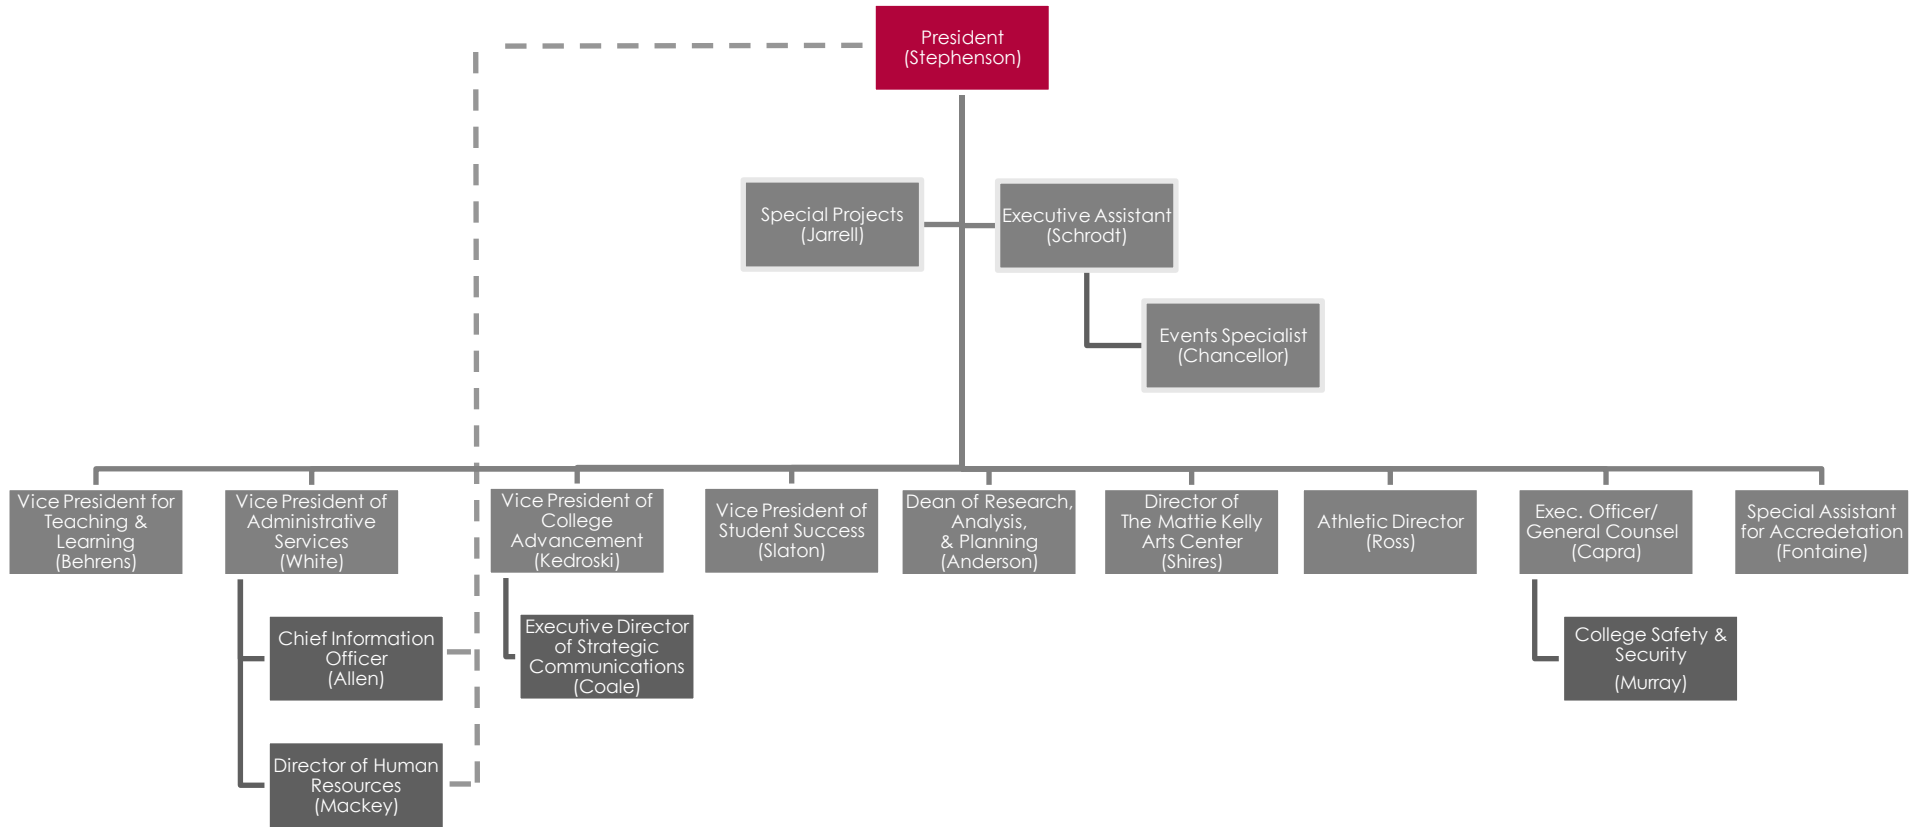 President
(Stephenson)
Special Projects
(Jarrell)
Executive Assistant
(Schrodt)
Events Specialist
(Chancellor)
Vice President for
Teaching &
Learning
(Behrens)
Vice President of
Administrative
Services
(White)
Vice President of
College
Advancement
(Kedroski)
Vice President of
Student Success
(Slaton)
Dean of Research,
Analysis,
& Planning
(Anderson)
Director of
The Mattie Kelly
Arts Center
(Shires)
Athletic Director
(Ross)
Exec. Officer/
General Counsel
(Capra)
Special Assistant
for Accredetation
(Fontaine)
Chief Information
Officer
(Allen)
Executive Director
of Strategic
Communications
(Coale)
College Safety &
Security
(Murray)
Director of Human
Resources
(Mackey)